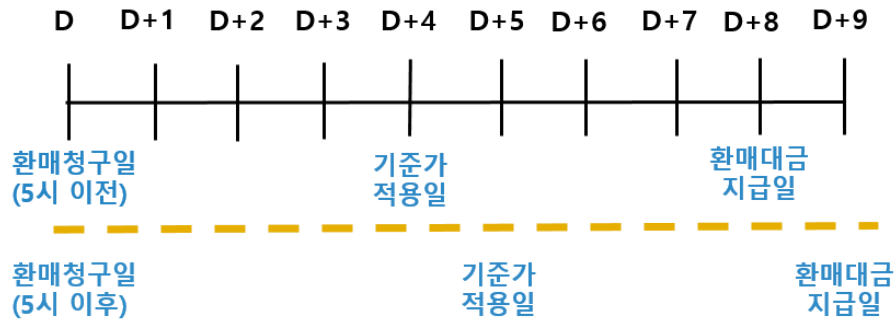 D D+1 D+2 D+3 D+4 D+5 D+6 D+7 D+8 D+9
환매청구일 기준가 환매대금
(5시 이전) 적용일 지급일
환매청구일 기준가 환매대금
(5시 이후) 적용일 지급일